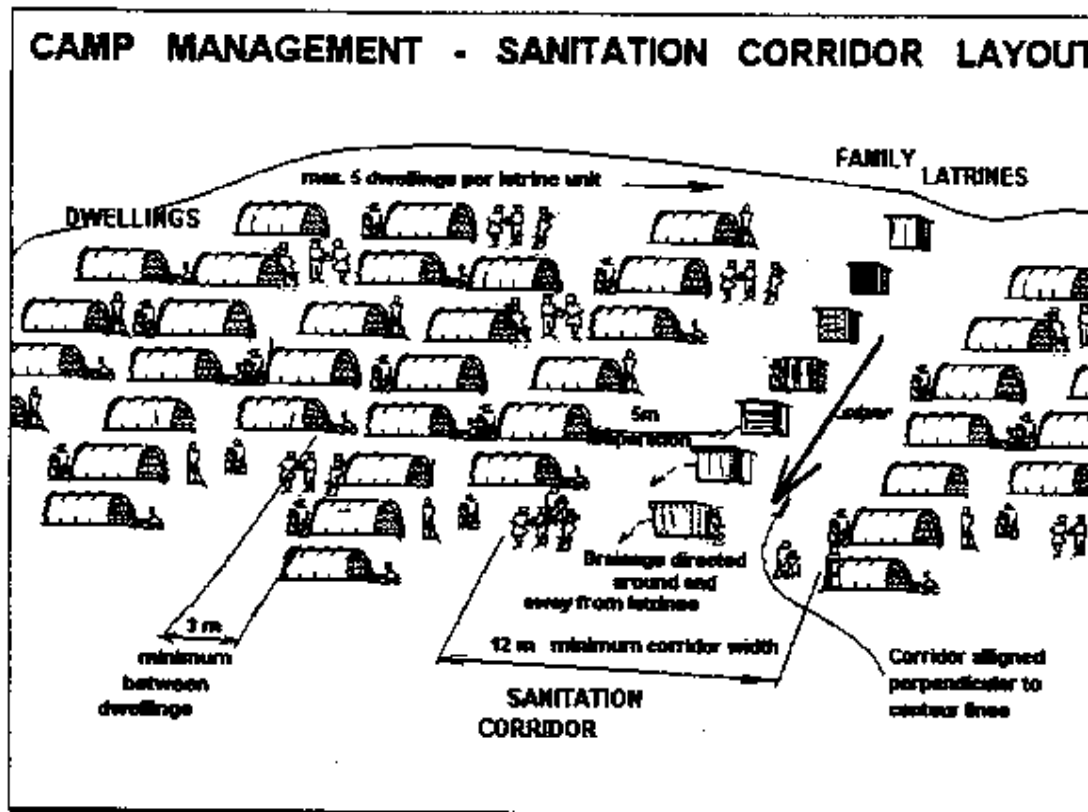 CAMP MANAGEMENT - SANITATION CORRIDOR LAYOUT
FAMILY
LATRINES
max. 5 dwellings per latrine unit
DWELLINGS
5m
separation
Drainage directed
around and
away from latrines
3 m
minimum
between
dwellings
12 m minimum corridor width
SANITATION
CORRIDOR
Corridor alligned
perpendicular to
contour lines